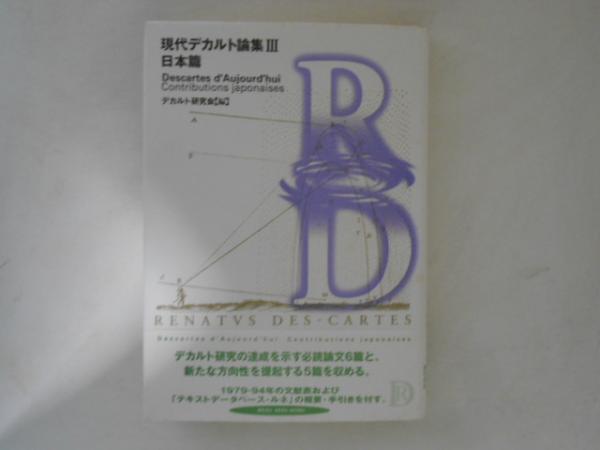 現代デカルト論集III
日本篇
Descartes d'Aujourd'hui
Contributions japonaises
デカルト研究会【編】
RD
RENATVS DES-CARTES
Descartes d'Aujourd'hui Contributions japonaises
デカルト研究の達成を示す必読論文6篇と、
新たな方向性を提起する5篇を収める。
1979-94年の文献表および
「テキストデータベース・ルネ」の概要・手引きを付す。